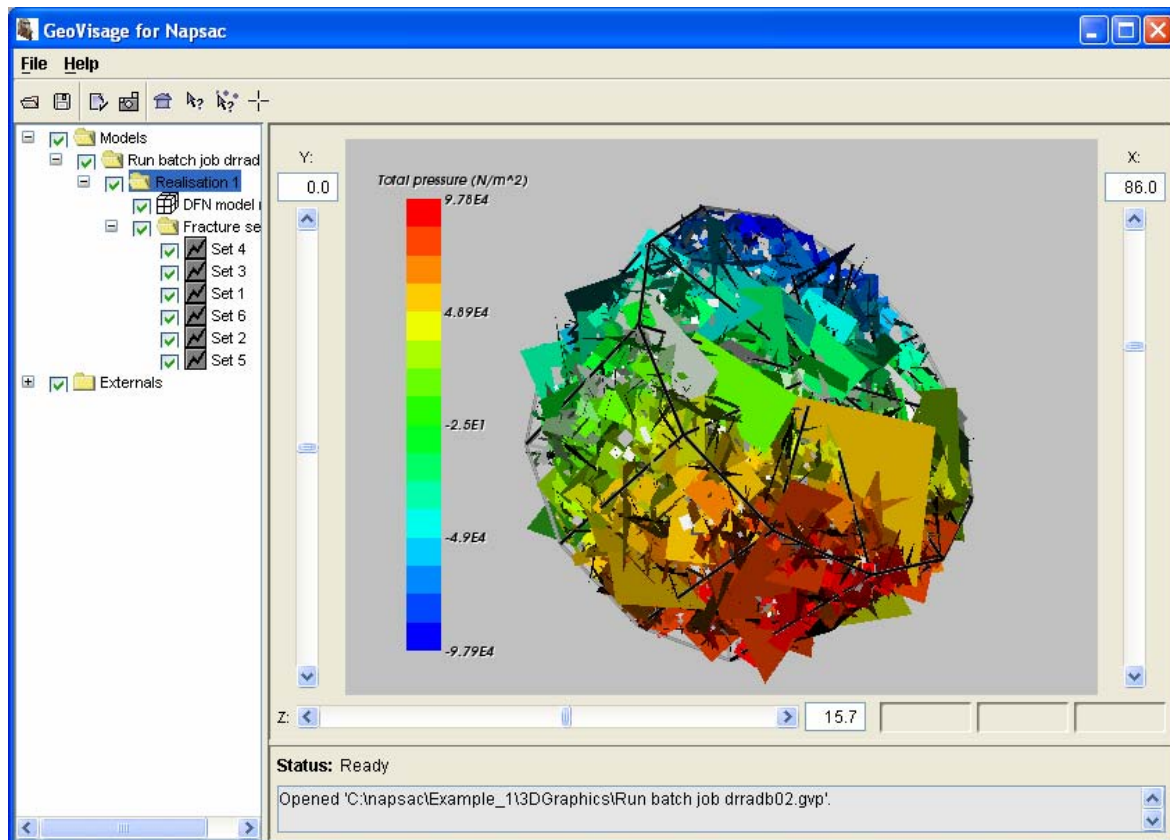 GeoVisage for Napsac
File Help
Models
Run batch job drrad
Realisation 1
DFN model
Fracture se
Set 4
Set 3
Set 1
Set 6
Set 2
Set 5
Externals
Y:
0.0
Total pressure (N/m^2)
9.78E4
4.89E4
-2.5E1
-4.9E4
-9.79E4
X:
86.0
Z:
15.7
Status: Ready
Opened 'C:\napsac\Example_1\3DGraphics\Run batch job drradb02.gvp'.